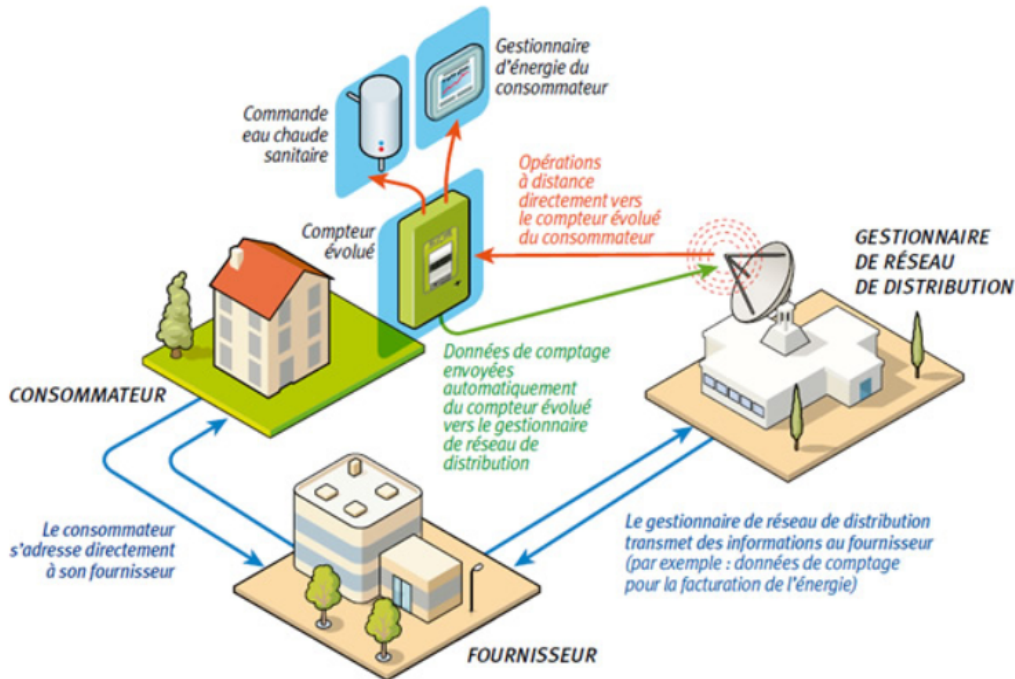 Gestionnaire
d'énergie du
consommateur
Commande
eau chaude
sanitaire
Opérations
à distance
directement vers
le compteur évolué
du consommateur
Compteur
évolué
GESTIONNAIRE
DE RÉSEAU
DE DISTRIBUTION
Données de comptage
envoyées
automatiquement
du compteur évolué
vers le gestionnaire
de réseau de
distribution
CONSOMMATEUR
Le consommateur
s'adresse directement
à son fournisseur
Le gestionnaire de réseau de distribution
transmet des informations au fournisseur
(par exemple : données de comptage
pour la facturation de l'énergie)
FOURNISSEUR